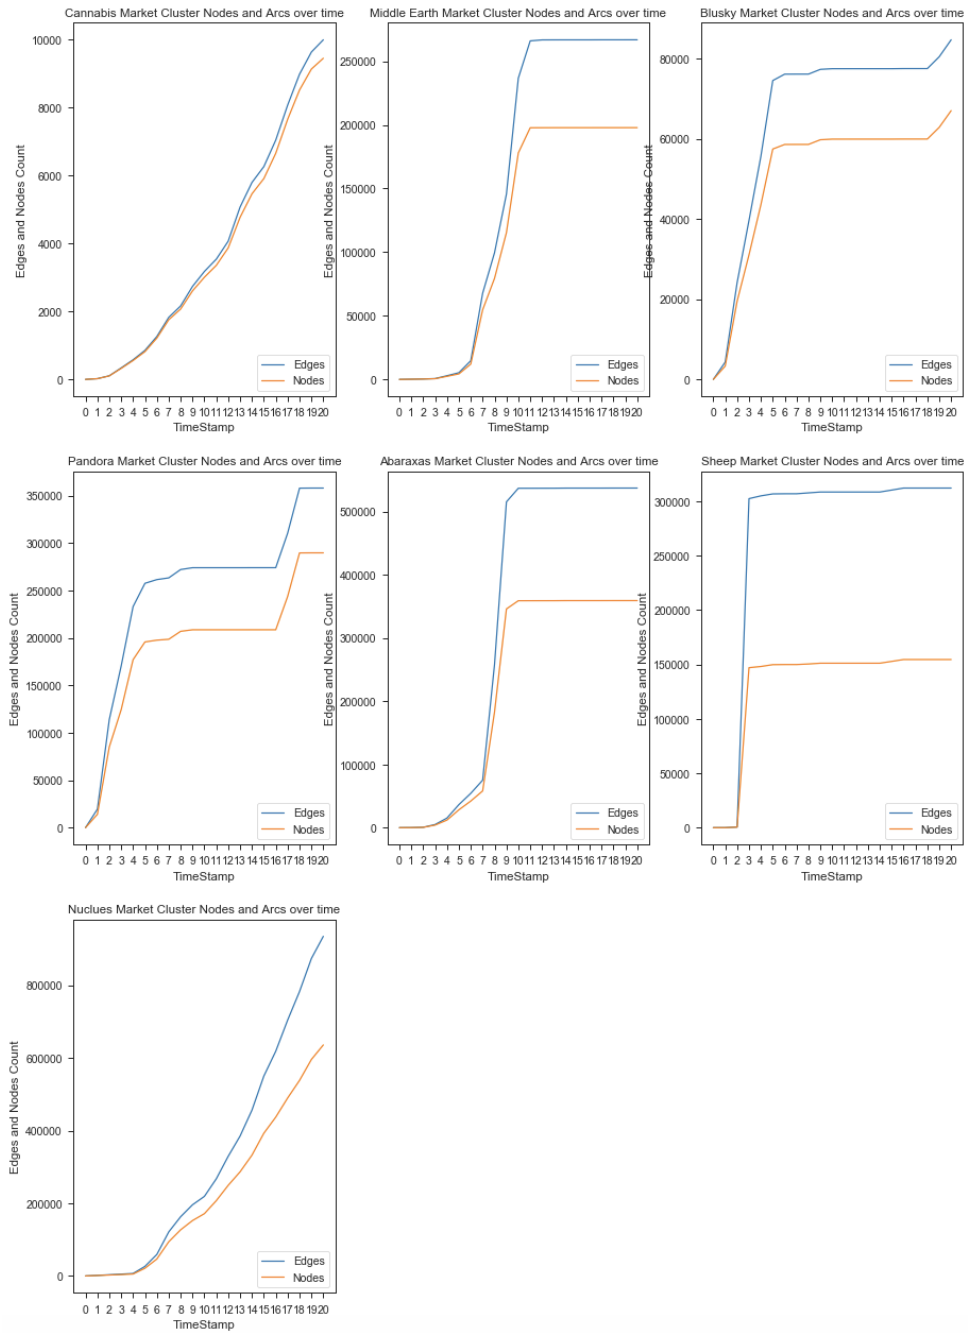 Cannabis Market Cluster Nodes and Arcs over time
10000
8000
6000
4000
2000
0
Edges and Nodes Count
Edges
Nodes
0 1 2 3 4 5 6 7 8 9 10 11 12 13 14 15 16 17 18 19 20
TimeStamp
Middle Earth Market Cluster Nodes and Arcs over time
250000
200000
150000
100000
50000
0
Edges and Nodes Count
Edges
Nodes
0 1 2 3 4 5 6 7 8 9 10 11 12 13 14 15 16 17 18 19 20
TimeStamp
Blusky Market Cluster Nodes and Arcs over time
80000
60000
40000
20000
0
Edges and Nodes Count
Edges
Nodes
0 1 2 3 4 5 6 7 8 9 10 11 12 13 14 15 16 17 18 19 20
TimeStamp
Pandora Market Cluster Nodes and Arcs over time
350000
300000
250000
200000
150000
100000
50000
0
Edges and Nodes Count
Edges
Nodes
0 1 2 3 4 5 6 7 8 9 10 11 12 13 14 15 16 17 18 19 20
TimeStamp
Abaraxas Market Cluster Nodes and Arcs over time
500000
400000
300000
200000
100000
0
Edges and Nodes Count
Edges
Nodes
0 1 2 3 4 5 6 7 8 9 10 11 12 13 14 15 16 17 18 19 20
TimeStamp
Sheep Market Cluster Nodes and Arcs over time
300000
250000
200000
150000
100000
50000
0
Edges and Nodes Count
Edges
Nodes
0 1 2 3 4 5 6 7 8 9 10 11 12 13 14 15 16 17 18 19 20
TimeStamp
Nuclues Market Cluster Nodes and Arcs over time
800000
600000
400000
200000
0
Edges and Nodes Count
Edges
Nodes
0 1 2 3 4 5 6 7 8 9 10 11 12 13 14 15 16 17 18 19 20
TimeStamp